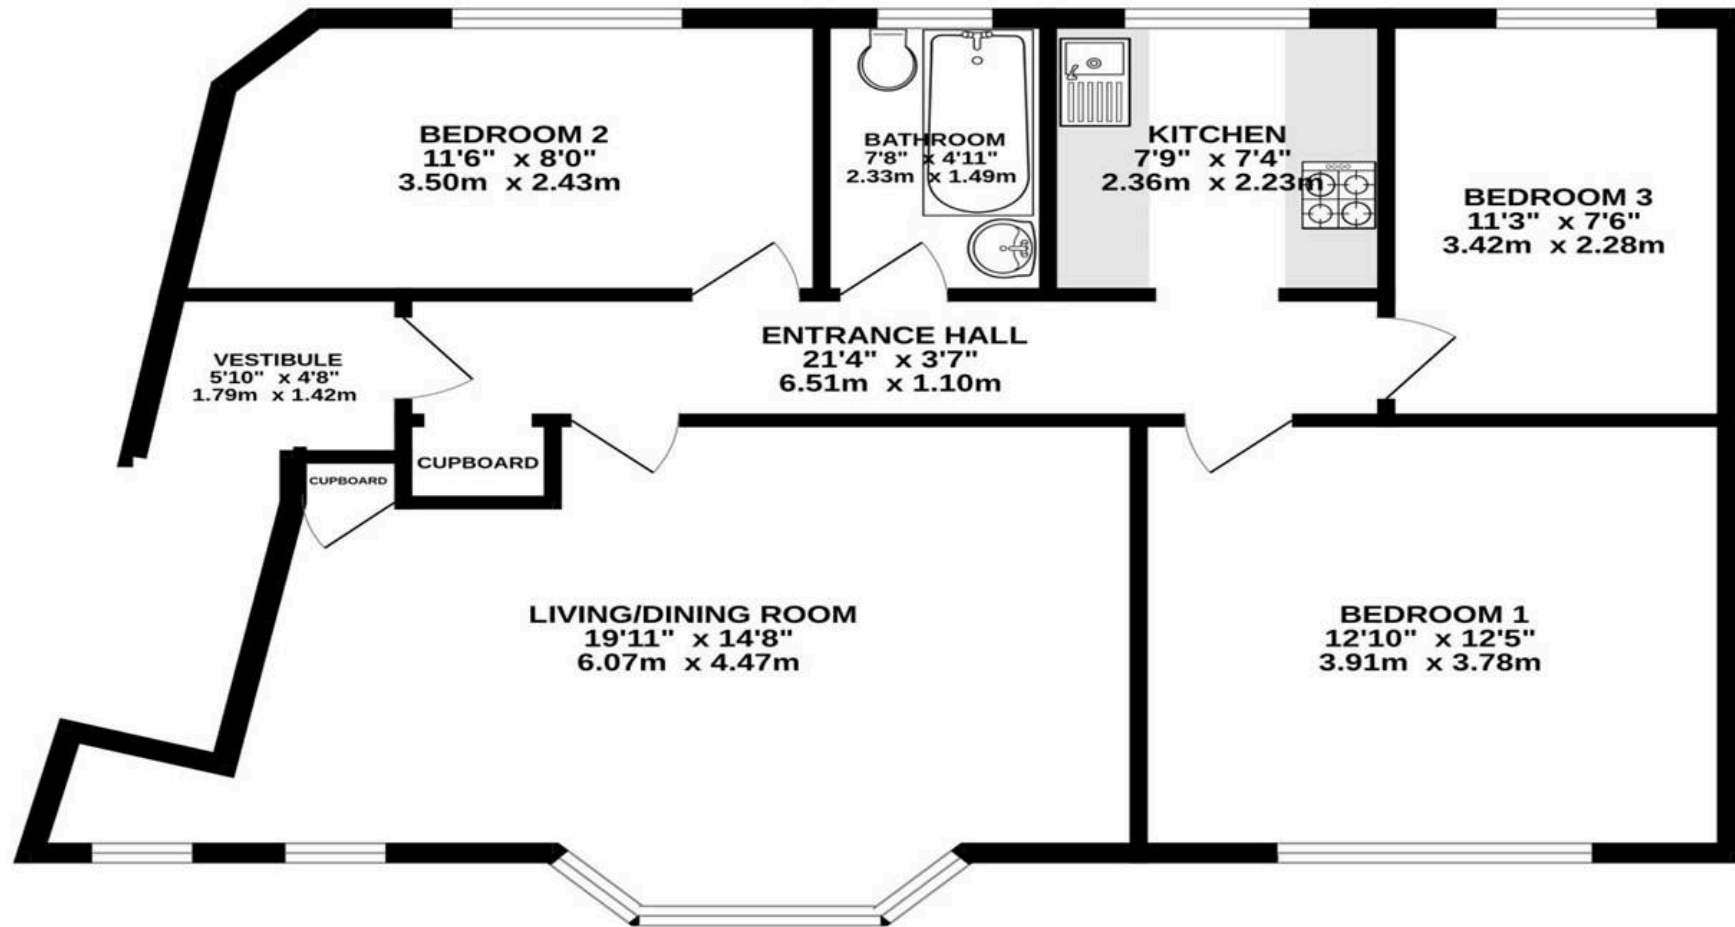 BEDROOM 2
11'6" x 8'0"
3.50m x 2.43m
BATHROOM
7'8" x 4'11"
2.33m x 1.49m
KITCHEN
7'9" x 7'4"
2.36m x 2.23m
BEDROOM 3
11'3" x 7'6"
3.42m x 2.28m
VESTIBULE
5'10" x 4'8"
1.79m x 1.42m
ENTRANCE HALL
21'4" x 3'7"
6.51m x 1.10m
CUPBOARD
CUPBOARD
LIVING/DINING ROOM
19'11" x 14'8"
6.07m x 4.47m
BEDROOM 1
12'10" x 12'5"
3.91m x 3.78m